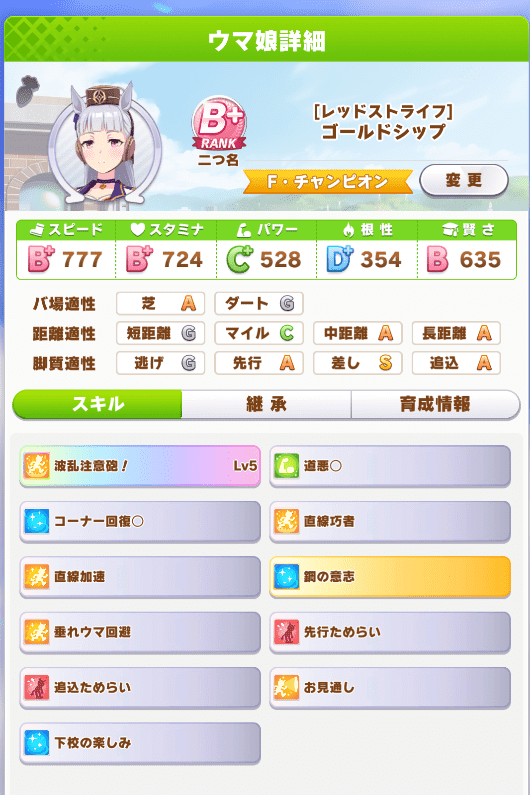 ウマ娘詳細
B+
RANK
二つ名
[レッドストライフ]
ゴールドシップ
F・チャンピオン
変更
スピード スタミナ パワー 根性 賢さ
B+ 777 B+ 724 C+ 528 D+ 354 B 635
バ場適性 芝 A ダート G
距離適性 短距離 G マイル C 中距離 A 長距離 A
脚質適性 逃げ G 先行 A 差し S 追込 A
スキル 継承 育成情報
波乱注意砲! Lv5 道悪○
コーナー回復○ 直線巧者
直線加速 鋼の意志
垂れウマ回避 先行ためらい
追込ためらい お見通し
下校の楽しみ